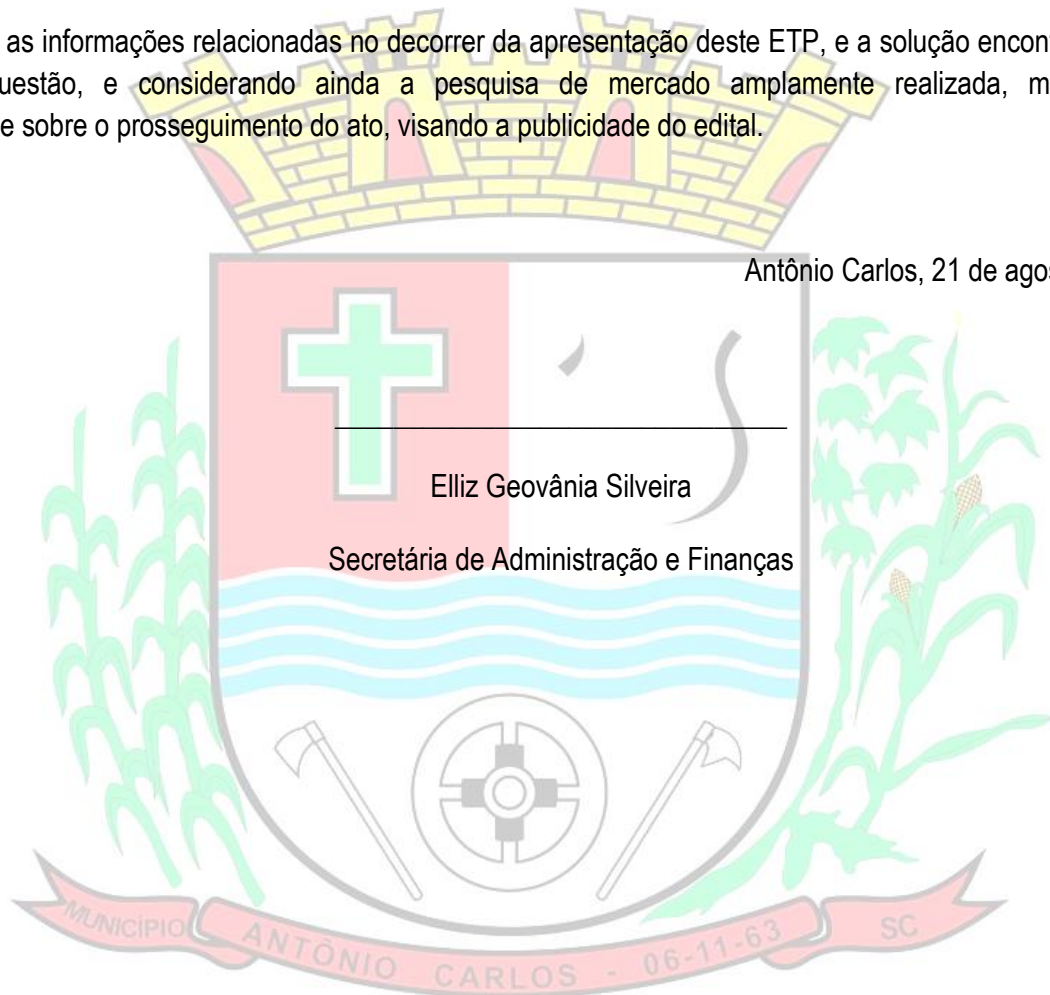 as informações relacionadas no decorrer da apresentação deste ETP, e a solução encon
uestão, e considerando ainda a pesquisa de mercado amplamente realizada, m
e sobre o prosseguimento do ato, visando a publicidade do edital.
Antônio Carlos, 21 de ago
Elliz Geovânia Silveira
Secretária de Administração e Finanças
MUNICÍPIO ANTÔNIO CARLOS - 06-11-63 SC